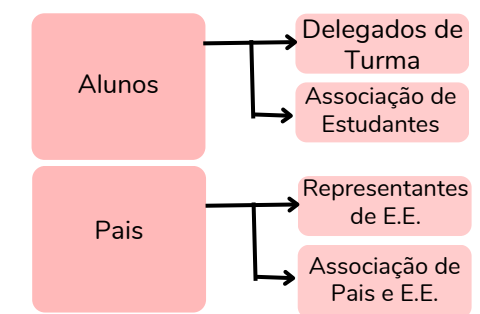 Alunos
Delegados de
Turma
Associação de
Estudantes
Pais
Representantes
de E.E.
Associação de
Pais e E.E.